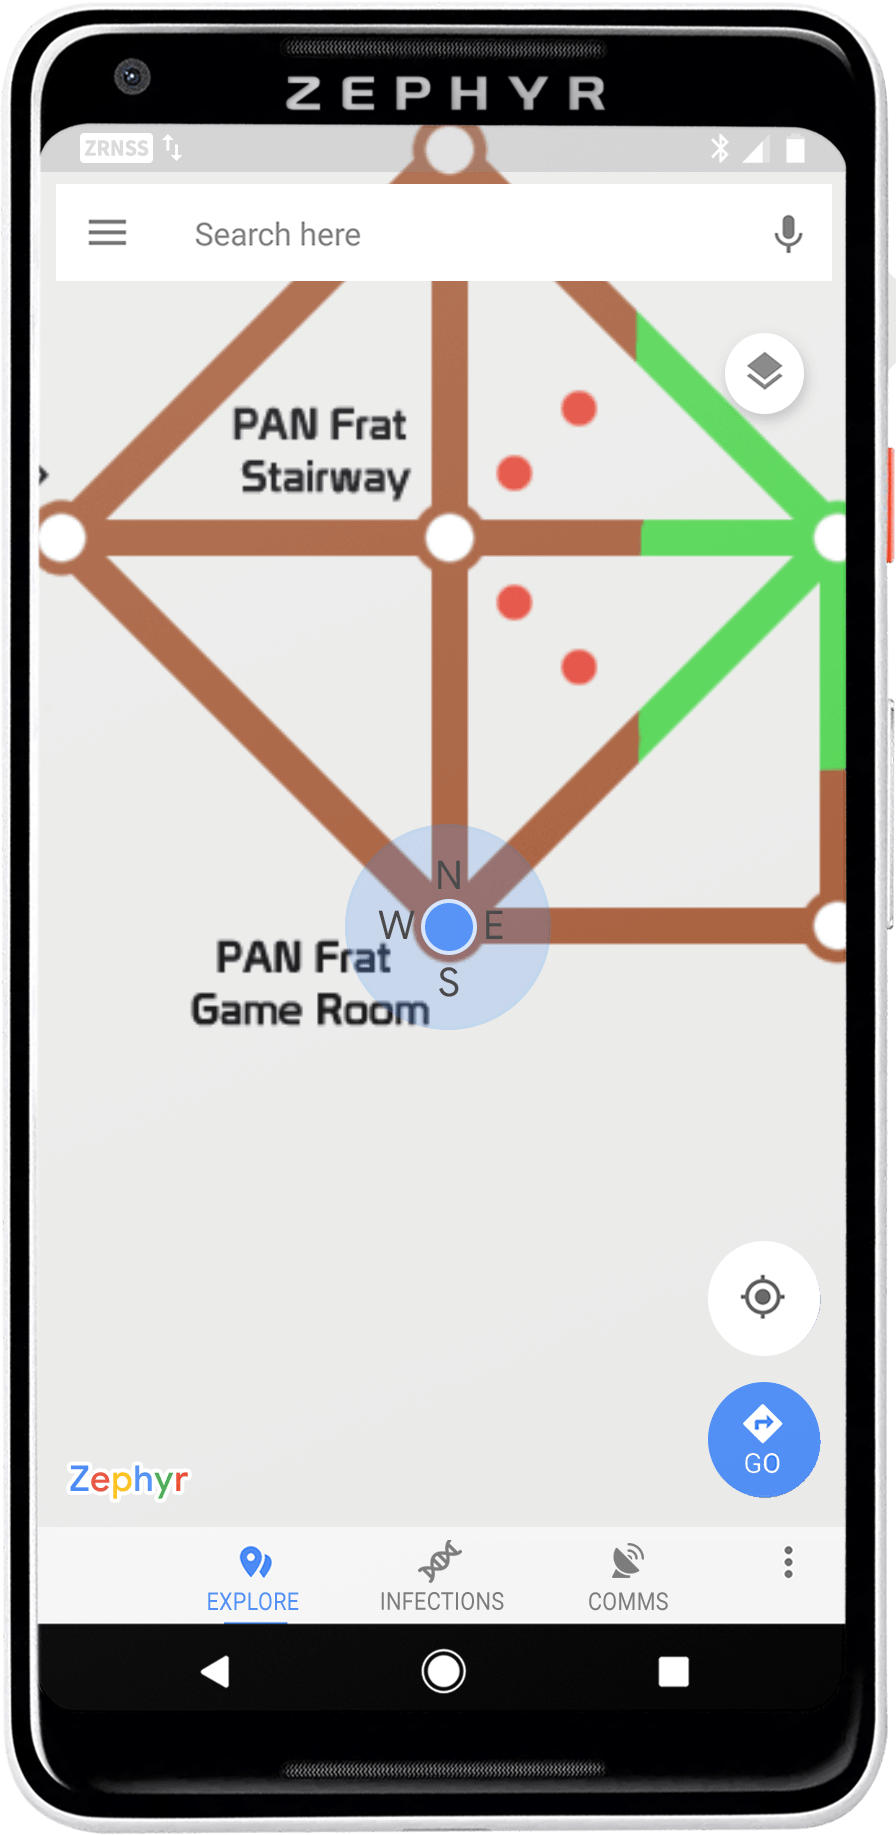 ZEPHYR
ZRNSS
Search here
PAN Frat
Stairway
N
W E
S
PAN Frat
Game Room
GO
Zephyr
EXPLORE
INFECTIONS
COMMS